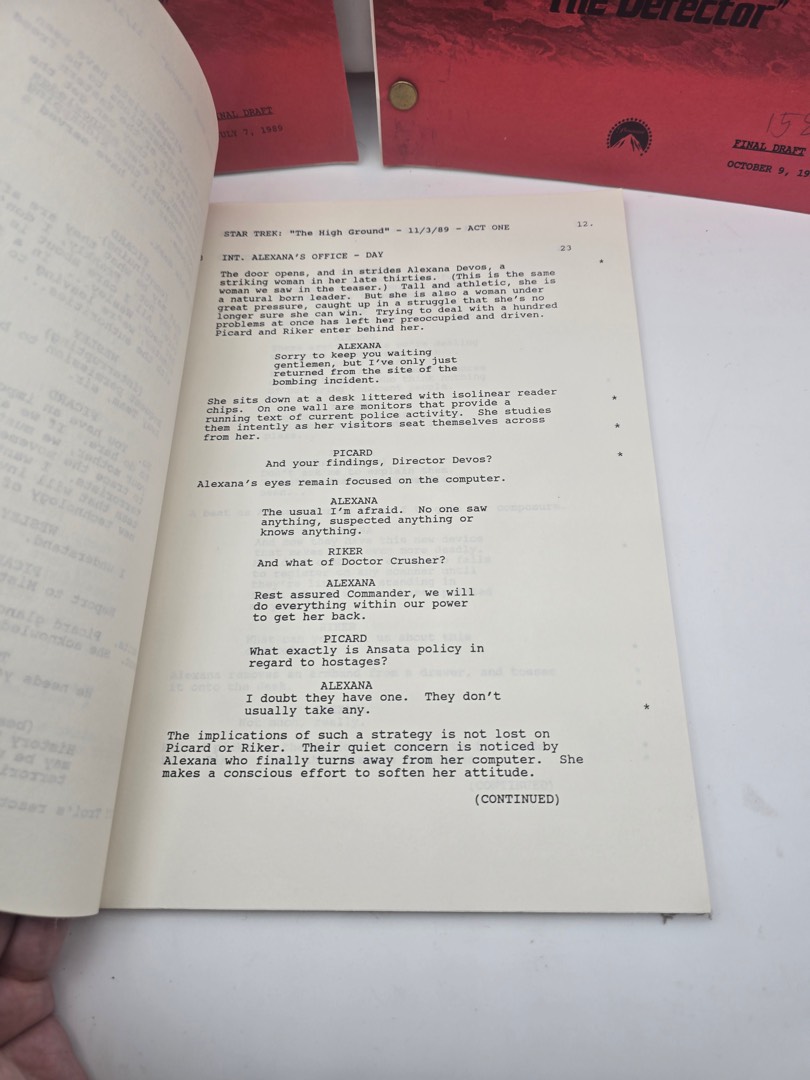 The Defector"
FINAL DRAFT
JULY 7, 1989
158
FINAL DRAFT
OCTOBER 9, 19
STAR TREK: "The High Ground" - 11/3/89 - ACT ONE 12.
INT. ALEXANA'S OFFICE - DAY 23
The door opens, and in strides Alexana Devos, a *
striking woman in her late thirties. (This is the same
woman we saw in the teaser.) Tall and athletic, she is
a natural born leader. But she is also a woman under
great pressure, caught up in a struggle that she's no
longer sure she can win. Trying to deal with a hundred
problems at once has left her preoccupied and driven.
Picard and Riker enter behind her.
ALEXANA
Sorry to keep you waiting
gentlemen, but I've only just
returned from the site of the
bombing incident.
She sits down at a desk littered with isolinear reader *
chips. On one wall are monitors that provide a
running text of current police activity. She studies
them intently as her visitors seat themselves across *
from her.
PICARD *
And your findings, Director Devos?
Alexana's eyes remain focused on the computer.
ALEXANA
The usual I'm afraid. No one saw
anything, suspected anything or
knows anything.
RIKER
And what of Doctor Crusher?
ALEXANA
Rest assured Commander, we will
do everything within our power
to get her back.
PICARD
What exactly is Ansata policy in
regard to hostages?
ALEXANA
I doubt they have one. They don't
usually take any. *
The implications of such a strategy is not lost on
Picard or Riker. Their quiet concern is noticed by
Alexana who finally turns away from her computer. She
makes a conscious effort to soften her attitude.
(CONTINUED)